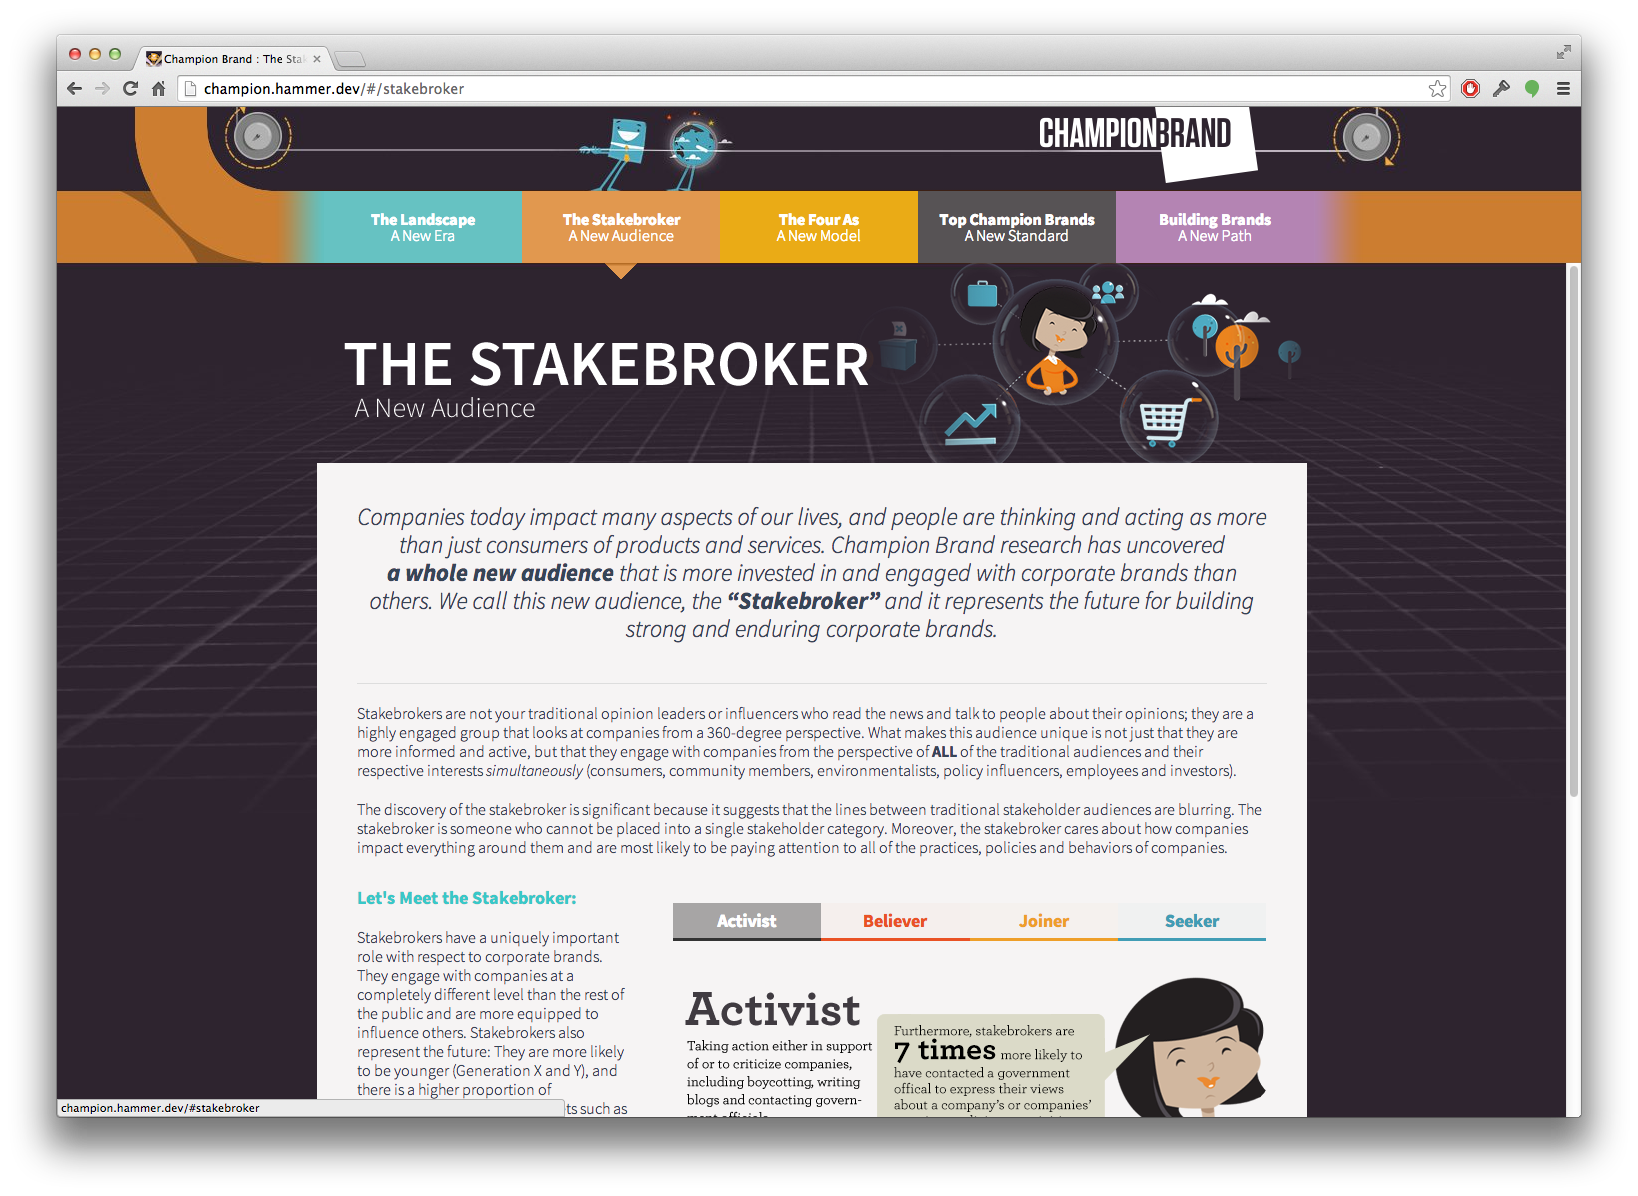 Champion Brand : The Sta
champion.hammer.dev/#/stakebroker
CHAMPIONBRAND
The Landscape
A New Era
The Stakebroker
A New Audience
The Four As
A New Model
Top Champion Brands
A New Standard
Building Brands
A New Path
THE STAKEBROKER
A New Audience
Companies today impact many aspects of our lives, and people are thinking and acting as more
than just consumers of products and services. Champion Brand research has uncovered
a whole new audience that is more invested in and engaged with corporate brands than
others. We call this new audience, the “Stakebroker” and it represents the future for building
strong and enduring corporate brands.
Stakebrokers are not your traditional opinion leaders or influencers who read the news and talk to people about their opinions; they are a
highly engaged group that looks at companies from a 360-degree perspective. What makes this audience unique is not just that they are
more informed and active, but that they engage with companies from the perspective of ALL of the traditional audiences and their
respective interests simultaneously (consumers, community members, environmentalists, policy influencers, employees and investors).
The discovery of the stakebroker is significant because it suggests that the lines between traditional stakeholder audiences are blurring. The
stakebroker is someone who cannot be placed into a single stakeholder category. Moreover, the stakebroker cares about how companies
impact everything around them and are most likely to be paying attention to all of the practices, policies and behaviors of companies.
Let's Meet the Stakebroker:
Stakebrokers have a uniquely important
role with respect to corporate brands.
They engage with companies at a
completely different level than the rest of
the public and are more equipped to
influence others. Stakebrokers also
represent the future: They are more likely
to be younger (Generation X and Y), and
there is a higher proportion of
ts such as
Activist
Believer
Joiner
Seeker
Activist
Taking action either in support
of or to criticize companies,
including boycotting, writing
blogs and contacting govern-
ment officials.
Furthermore, stakebrokers are
7 times more likely to
have contacted a government
offical to express their views
about a company’s or companies’
champion.hammer.dev/#stakebroker